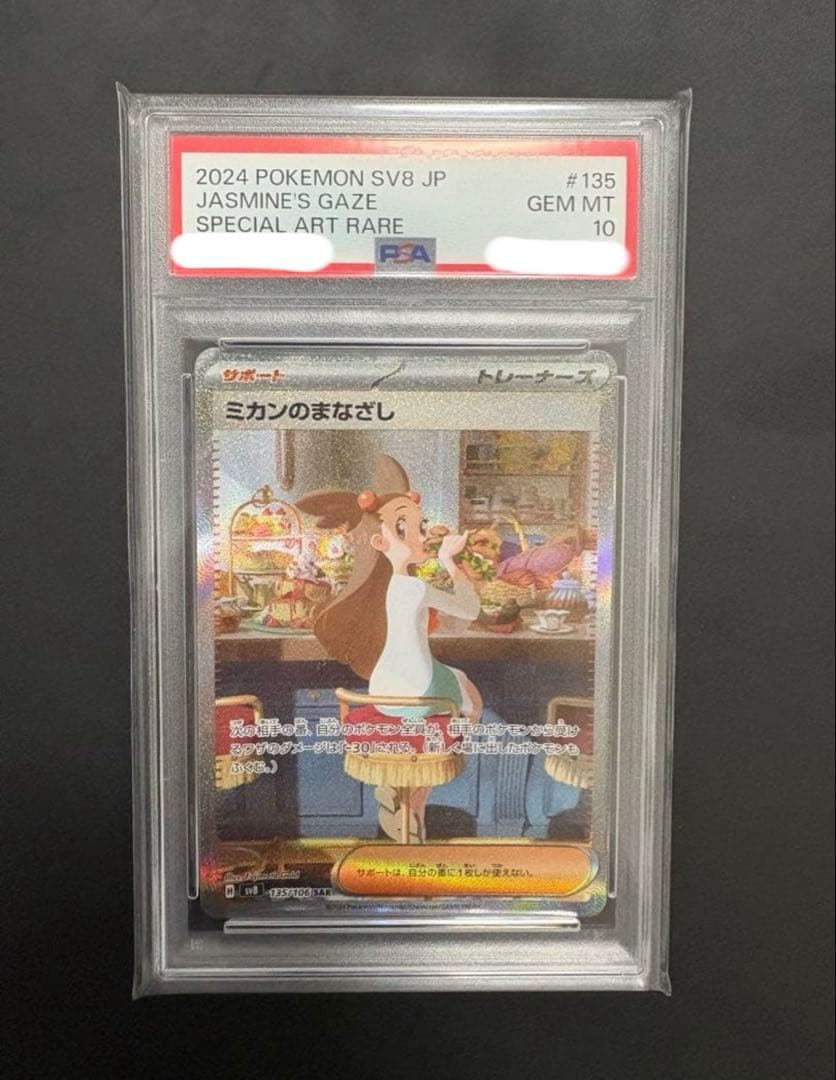 2024 POKEMON SV8 JP #135
JASMINE'S GAZE GEM MT
SPECIAL ART RARE 10
PSA
サポート トレーナーズ
ミカンのまなざし
次の相手の番、自分のポケモン全員が、相手のポケモンから受け
るワザのダメージは「-30」される。（新しく場に出したポケモンも
ふくむ。）
サポートは、自分の番に1枚しか使えない。
Illus. Fujimoto Gold
H sv8 135/106 SAR